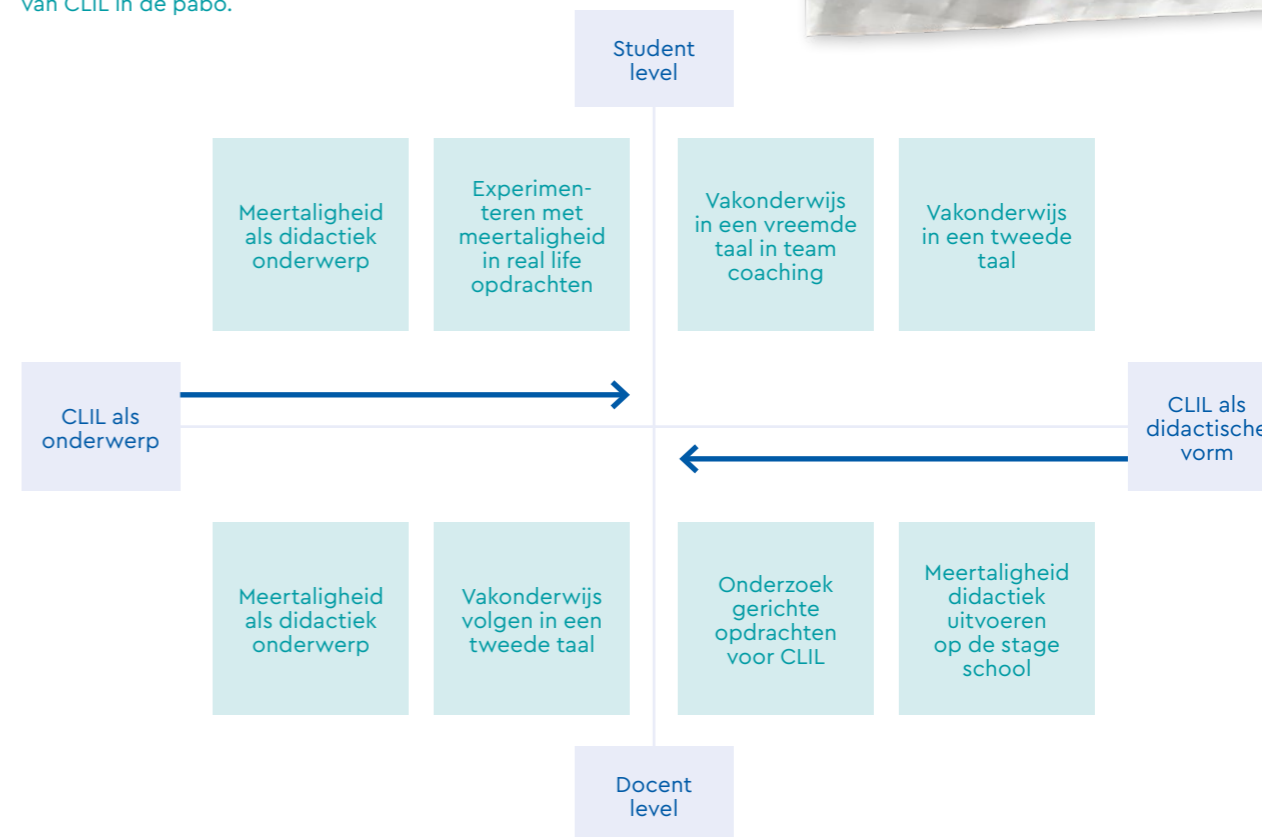 van CLIL in de pabo.
Student
level
Meertaligheid
als didactiek
onderwerp
Experimen-
teren met
meertaligheid
in real life
opdrachten
Vakonderwijs
in een vreemde
taal in team
coaching
Vakonderwijs
in een tweede
taal
CLIL als
onderwerp
CLIL als
didactische
vorm
Meertaligheid
als didactiek
onderwerp
Vakonderwijs
volgen in een
tweede taal
Onderzoek
gerichte
opdrachten
voor CLIL
Meertaligheid
didactiek
uitvoeren
op de stage
school
Docent
level